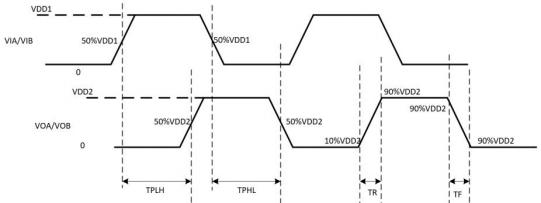 VDD1
VIA/VIB
50%VDD1
50%VDD1
0
VDD2
90%VDD2
90%VDD2
50%VDD2
50%VDD2
VOA/VOB
10%VDD2
90%VDD2
0
TPLH
TPHL
TR
TF